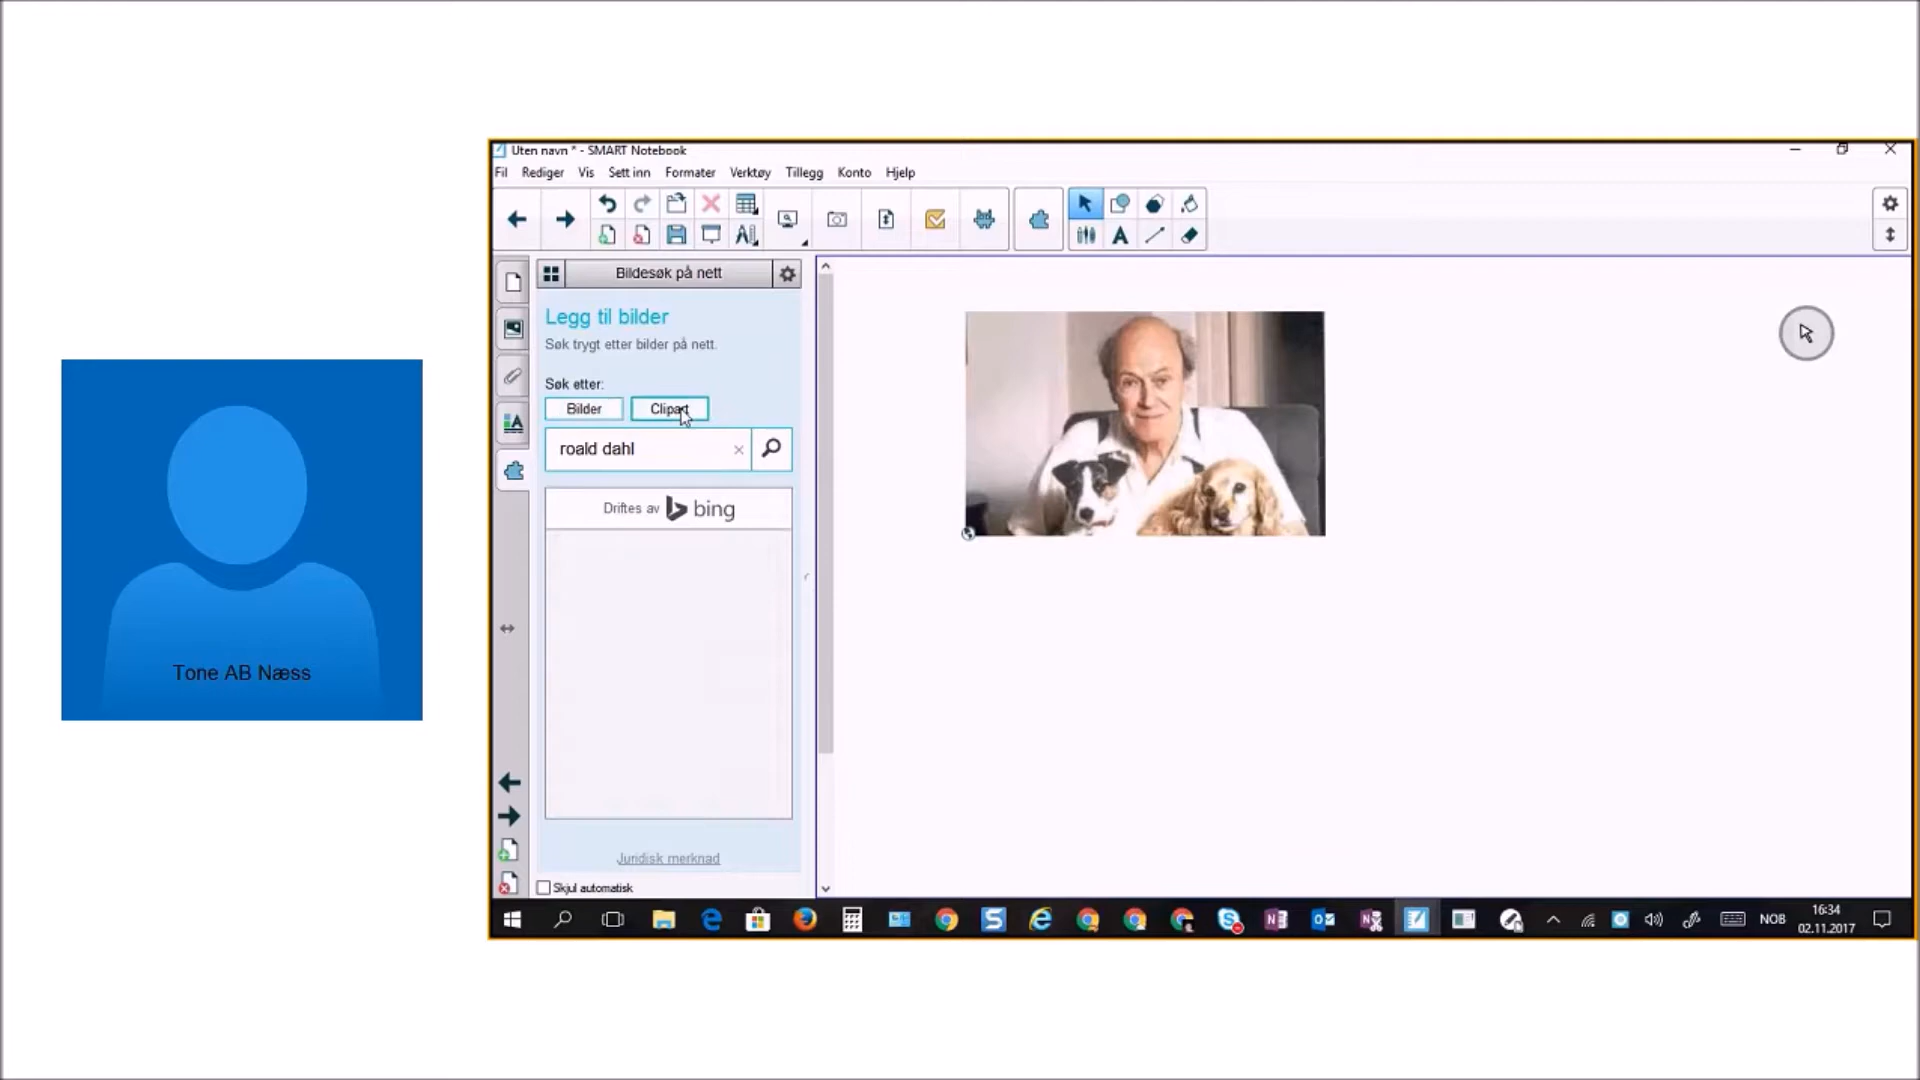 Uten navn * - SMART Notebook
Fil Rediger Vis Sett inn Formater Verktøy Tillegg Konto Hjelp
Bildesøk på nett
Legg til bilder
Søk trygt etter bilder på nett.
Søk etter:
Bilder Clipart
roald dahl
Driftes av bing
Tone AB Næss
Juridisk merknad
Skjul automatisk
NOB
16:34
02.11.2017